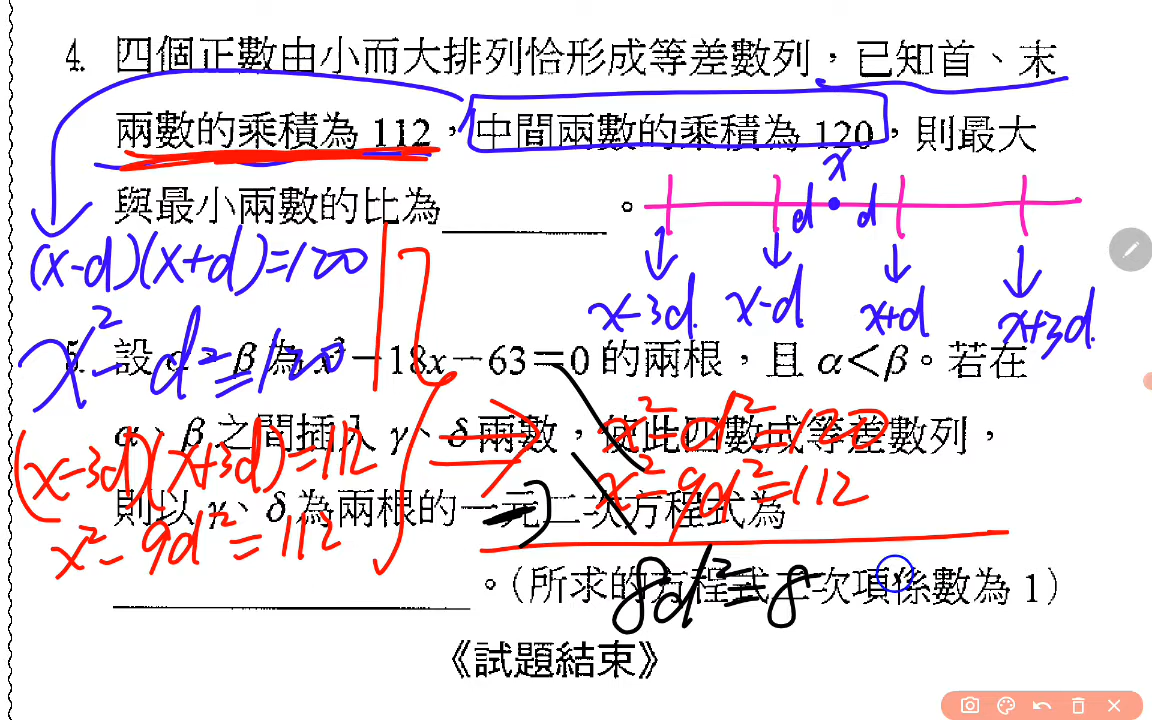 4. 四個正數由小而大排列恰形成等差數列，已知首、末
兩數的乘積為 112，中間兩數的乘積為 120，則最大
與最小兩數的比為＿＿＿＿。
x
d d
x-3d. x-d x+d x+3d.
(x-d)(x+d)=120
x²-d²=120
(x-3d)(x+3d)=112
x²-9d²=112
x²-d²=120
x²-9d²=112
8d²=8
5. 設 α、β 為 x²－18x－63＝0 的兩根，且 α＜β。若在
α、β 之間插入 γ、δ 兩數，使此四數成等差數列，
則以 γ、δ 為兩根的一元二次方程式為
＿＿＿＿＿＿＿＿。(所求的方程式二次項係數為 1)
《試題結束》